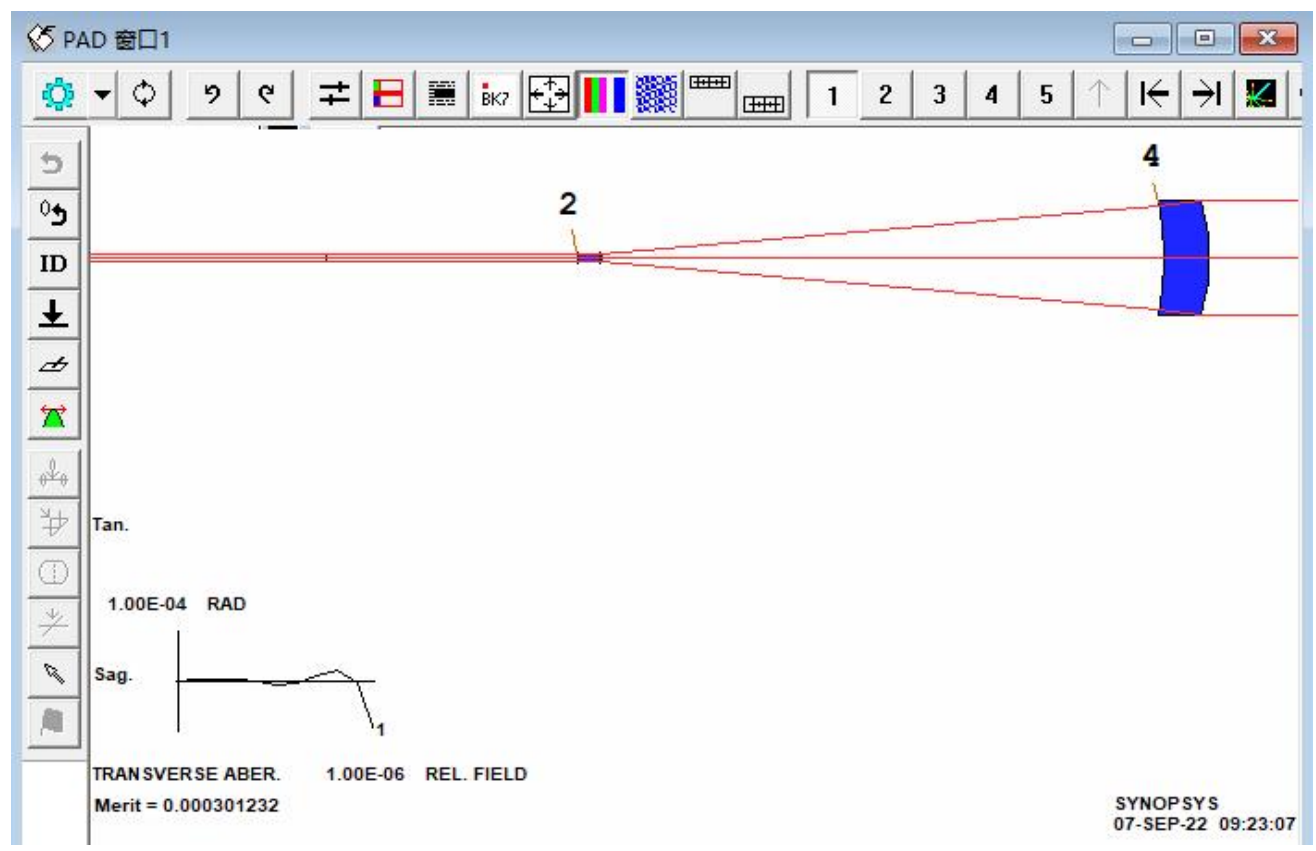 PAD 窗口1
BK7 1 2 3 4 5
0
ID
4
2
Tan.
1.00E-04 RAD
Sag.
1
TRANSVERSE ABER. 1.00E-06 REL. FIELD
Merit = 0.000301232
SYNOPSYS
07-SEP-22 09:23:07